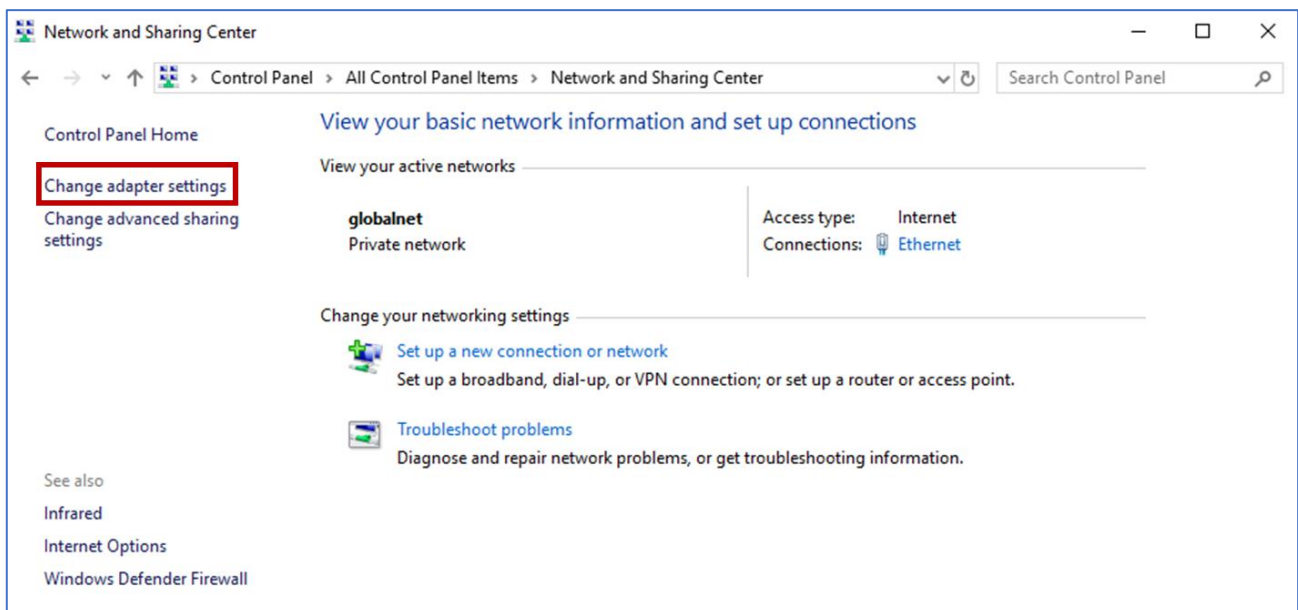 Network and Sharing Center
Control Panel > All Control Panel Items > Network and Sharing Center
Search Control Panel
Control Panel Home
Change adapter settings
Change advanced sharing
settings
View your basic network information and set up connections
View your active networks
globalnet
Private network
Access type: Internet
Connections: Ethernet
Change your networking settings
Set up a new connection or network
Set up a broadband, dial-up, or VPN connection; or set up a router or access point.
Troubleshoot problems
Diagnose and repair network problems, or get troubleshooting information.
See also
Infrared
Internet Options
Windows Defender Firewall